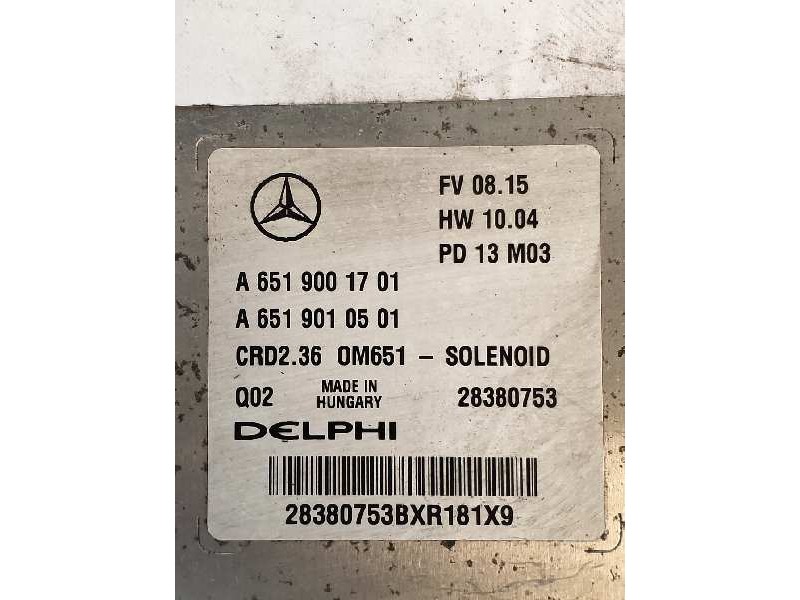 FV 08.15
HW 10.04
PD 13 M03
A 651 900 17 01
A 651 901 05 01
CRD2.36 OM651 - SOLENOID
Q02 MADE IN HUNGARY 28380753
DELPHI
28380753BXR181X9